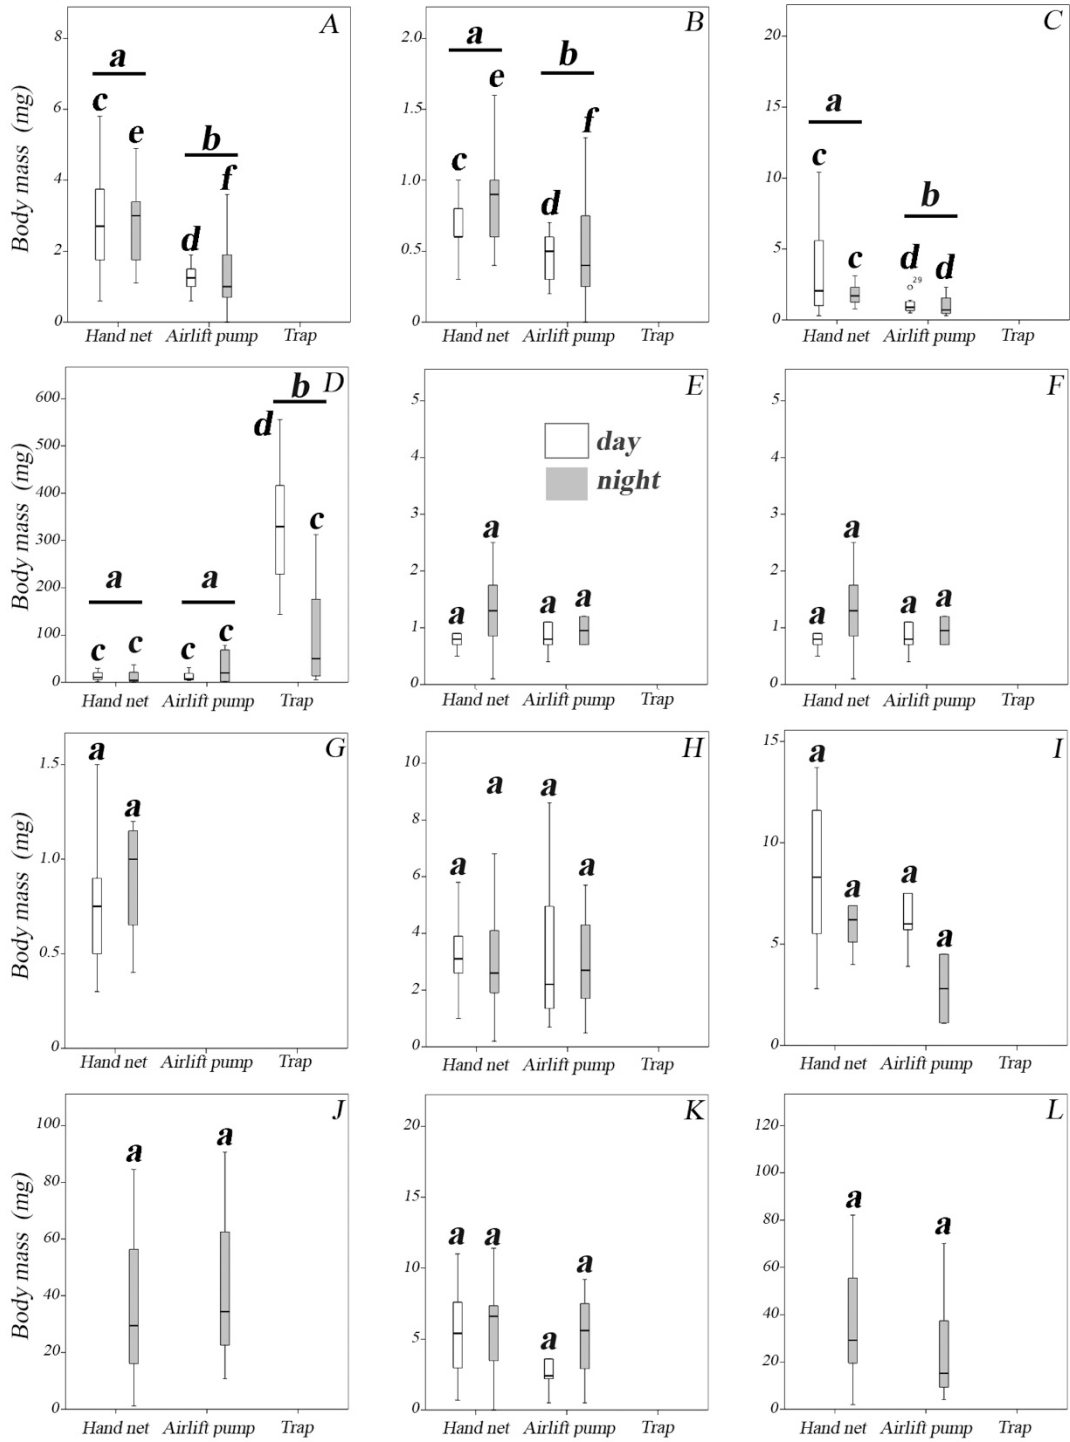 A
8
6
4
2
0
Body mass (mg)
a
c
e
b
d
f
Hand net Airlift pump Trap
B
2.0
1.5
1.0
0.5
0
a
e
c
b
f
d
Hand net Airlift pump Trap
C
20
15
10
5
0
a
c
c
b
d
d
29
Hand net Airlift pump Trap
D
600
500
400
300
200
100
0
Body mass (mg)
b
d
c
a
a
c
c
c
c
Hand net Airlift pump Trap
E
5
4
3
2
1
0
day
night
a
a
a
a
Hand net Airlift pump Trap
F
5
4
3
2
1
0
a
a
a
a
Hand net Airlift pump Trap
G
1.5
1.0
0.5
0
Body mass (mg)
a
a
Hand net Airlift pump Trap
H
10
8
6
4
2
0
a
a
a
a
Hand net Airlift pump Trap
I
15
10
5
0
a
a
a
a
Hand net Airlift pump Trap
J
100
80
60
40
20
0
Body mass (mg)
a
a
Hand net Airlift pump Trap
K
20
15
10
5
0
a
a
a
a
Hand net Airlift pump Trap
L
120
100
80
60
40
20
0
a
a
Hand net Airlift pump Trap